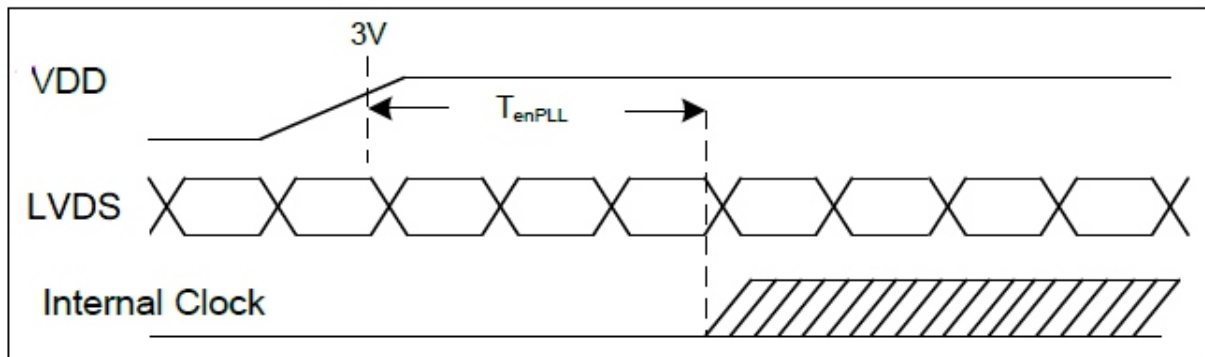 3V
VDD
TenPLL
LVDS
Internal Clock